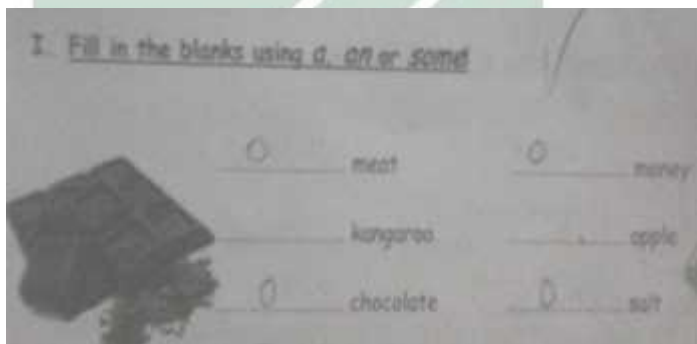 I. Fill in the blanks using a, an or some!
O meat O money
kangaroo apple
O chocolate O salt